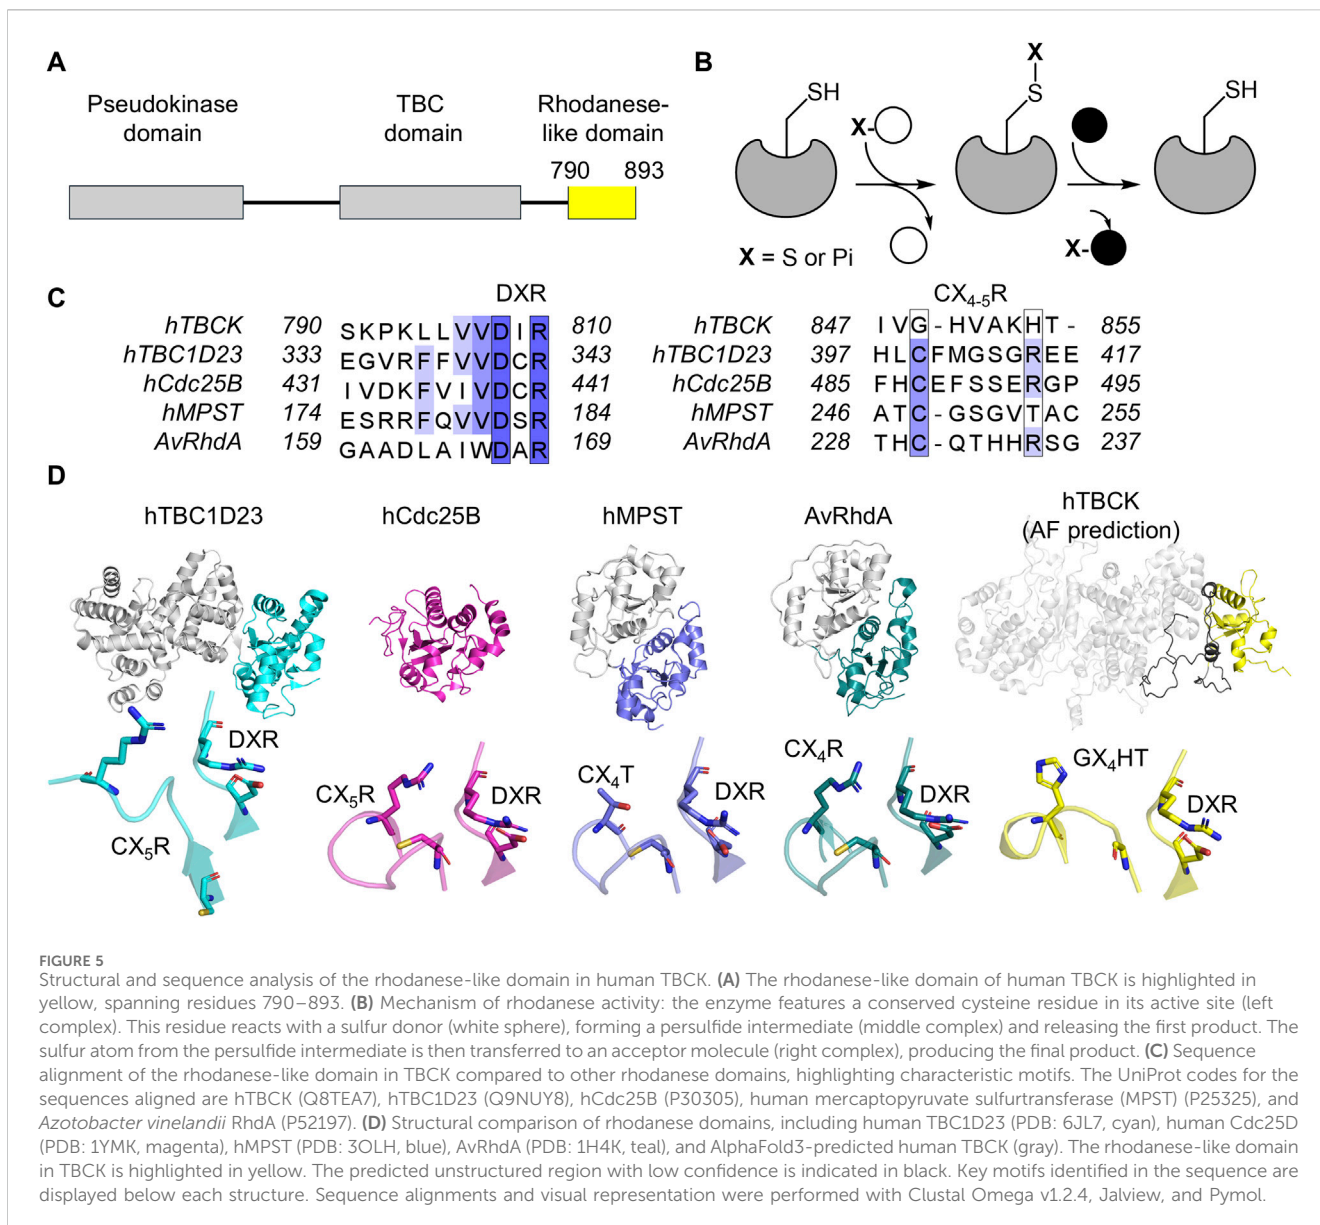 A
Pseudokinase domain
TBC domain
Rhodanese-like domain
790 893
B
SH
X
S
SH
X-
X-
X = S or Pi
C
DXR
hTBCK 790 SKPKLLVVDIR 810
hTBC1D23 333 EGVRFFVVDCR 343
hCdc25B 431 IVDKFVIVDCR 441
hMPST 174 ESRRFQVVDSR 184
AvRhdA 159 GAADLAIWDAR 169
CX4-5R
hTBCK 847 IVG-HVAKHT- 855
hTBC1D23 397 HLCFMGSGREE 417
hCdc25B 485 FHCEFSSERGP 495
hMPST 246 ATC-GSGVTAC 255
AvRhdA 228 THC-QTHHRSG 237
D
hTBC1D23
hCdc25B
hMPST
AvRhdA
hTBCK
(AF prediction)
DXR
CX5R
CX5R
DXR
CX4T
DXR
CX4R
DXR
GX4HT
DXR
FIGURE 5
Structural and sequence analysis of the rhodanese-like domain in human TBCK. (A) The rhodanese-like domain of human TBCK is highlighted in
yellow, spanning residues 790–893. (B) Mechanism of rhodanese activity: the enzyme features a conserved cysteine residue in its active site (left
complex). This residue reacts with a sulfur donor (white sphere), forming a persulfide intermediate (middle complex) and releasing the first product. The
sulfur atom from the persulfide intermediate is then transferred to an acceptor molecule (right complex), producing the final product. (C) Sequence
alignment of the rhodanese-like domain in TBCK compared to other rhodanese domains, highlighting characteristic motifs. The UniProt codes for the
sequences aligned are hTBCK (Q8TEA7), hTBC1D23 (Q9NUY8), hCdc25B (P30305), human mercaptopyruvate sulfurtransferase (MPST) (P25325), and
Azotobacter vinelandii RhdA (P52197). (D) Structural comparison of rhodanese domains, including human TBC1D23 (PDB: 6JL7, cyan), human Cdc25D
(PDB: 1YMK, magenta), hMPST (PDB: 3OLH, blue), AvRhdA (PDB: 1H4K, teal), and AlphaFold3-predicted human TBCK (gray). The rhodanese-like domain
in TBCK is highlighted in yellow. The predicted unstructured region with low confidence is indicated in black. Key motifs identified in the sequence are
displayed below each structure. Sequence alignments and visual representation were performed with Clustal Omega v1.2.4, Jalview, and Pymol.